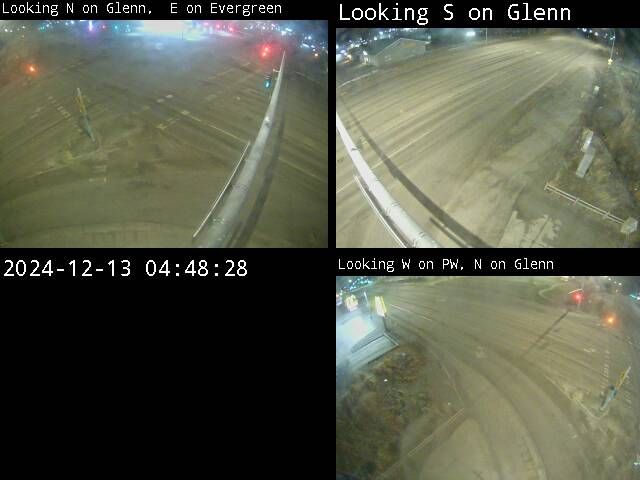 Looking N on Glenn,  E on Evergreen
Looking S on Glenn
2024-12-13 04:48:28
Looking W on PW, N on Glenn